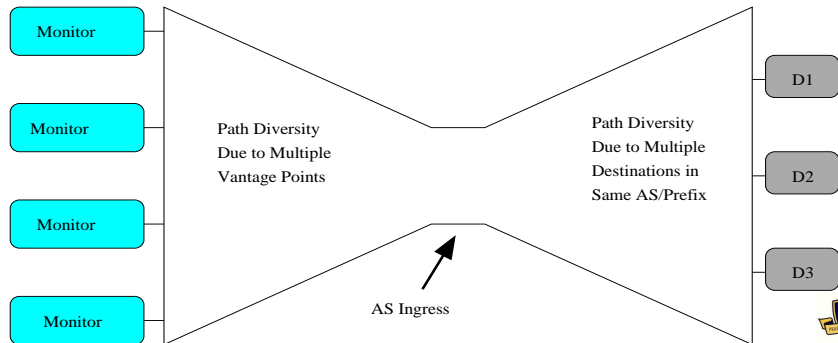 Monitor
Monitor
Monitor
Monitor
Path Diversity
Due to Multiple
Vantage Points
AS Ingress
Path Diversity
Due to Multiple
Destinations in
Same AS/Prefix
D1
D2
D3